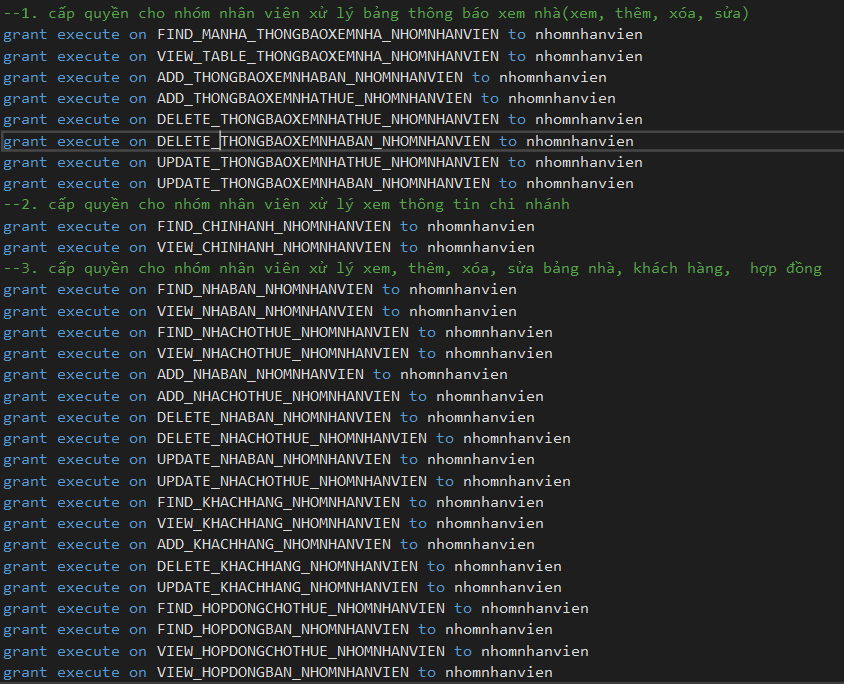 --1. cấp quyền cho nhóm nhân viên xử lý bảng thông báo xem nhà(xem, thêm, xóa, sửa)
grant execute on FIND_MANHA_THONGBAOXEMNHA_NHOMNHANVIEN to nhomnhanvien
grant execute on VIEW_TABLE_THONGBAOXEMNHA_NHOMNHANVIEN to nhomnhanvien
grant execute on ADD_THONGBAOXEMNHABAN_NHOMNHANVIEN to nhomnhanvien
grant execute on ADD_THONGBAOXEMNHATHUE_NHOMNHANVIEN to nhomnhanvien
grant execute on DELETE_THONGBAOXEMNHATHUE_NHOMNHANVIEN to nhomnhanvien
grant execute on DELETE_THONGBAOXEMNHABAN_NHOMNHANVIEN to nhomnhanvien
grant execute on UPDATE_THONGBAOXEMNHATHUE_NHOMNHANVIEN to nhomnhanvien
grant execute on UPDATE_THONGBAOXEMNHABAN_NHOMNHANVIEN to nhomnhanvien
--2. cấp quyền cho nhóm nhân viên xử lý xem thông tin chi nhánh
grant execute on FIND_CHINHANH_NHOMNHANVIEN to nhomnhanvien
grant execute on VIEW_CHINHANH_NHOMNHANVIEN to nhomnhanvien
--3. cấp quyền cho nhóm nhân viên xử lý xem, thêm, xóa, sửa bảng nhà, khách hàng,  hợp đồng
grant execute on FIND_NHABAN_NHOMNHANVIEN to nhomnhanvien
grant execute on VIEW_NHABAN_NHOMNHANVIEN to nhomnhanvien
grant execute on FIND_NHACHOTHUE_NHOMNHANVIEN to nhomnhanvien
grant execute on VIEW_NHACHOTHUE_NHOMNHANVIEN to nhomnhanvien
grant execute on ADD_NHABAN_NHOMNHANVIEN to nhomnhanvien
grant execute on ADD_NHACHOTHUE_NHOMNHANVIEN to nhomnhanvien
grant execute on DELETE_NHABAN_NHOMNHANVIEN to nhomnhanvien
grant execute on DELETE_NHACHOTHUE_NHOMNHANVIEN to nhomnhanvien
grant execute on UPDATE_NHABAN_NHOMNHANVIEN to nhomnhanvien
grant execute on UPDATE_NHACHOTHUE_NHOMNHANVIEN to nhomnhanvien
grant execute on FIND_KHACHHANG_NHOMNHANVIEN to nhomnhanvien
grant execute on VIEW_KHACHHANG_NHOMNHANVIEN to nhomnhanvien
grant execute on ADD_KHACHHANG_NHOMNHANVIEN to nhomnhanvien
grant execute on DELETE_KHACHHANG_NHOMNHANVIEN to nhomnhanvien
grant execute on UPDATE_KHACHHANG_NHOMNHANVIEN to nhomnhanvien
grant execute on FIND_HOPDONGCHOTHUE_NHOMNHANVIEN to nhomnhanvien
grant execute on FIND_HOPDONGBAN_NHOMNHANVIEN to nhomnhanvien
grant execute on VIEW_HOPDONGCHOTHUE_NHOMNHANVIEN to nhomnhanvien
grant execute on VIEW_HOPDONGBAN_NHOMNHANVIEN to nhomnhanvien